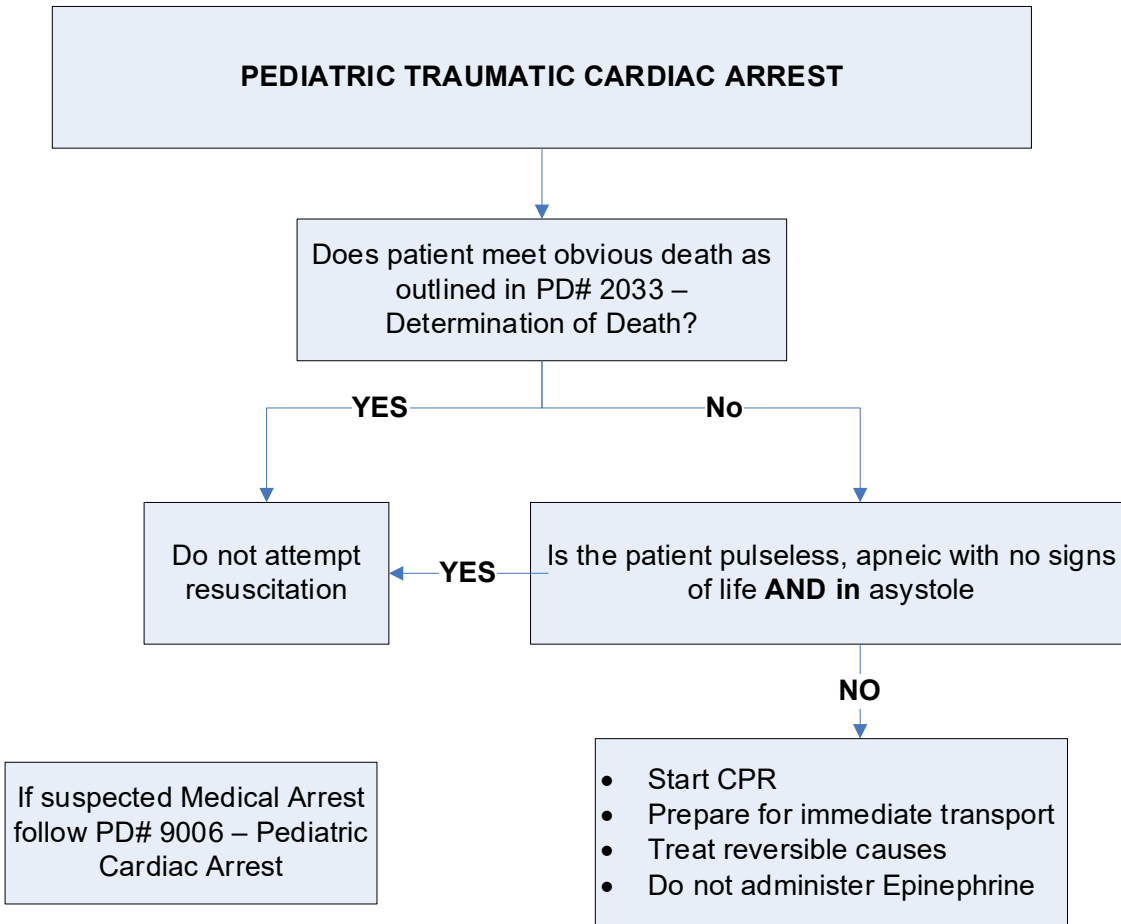 PEDIATRIC TRAUMATIC CARDIAC ARREST
Does patient meet obvious death as
outlined in PD# 2033 –
Determination of Death?
YES
No
Do not attempt
resuscitation
YES
Is the patient pulseless, apneic with no signs
of life AND in asystole
NO
If suspected Medical Arrest
follow PD# 9006 – Pediatric
Cardiac Arrest
• Start CPR
• Prepare for immediate transport
• Treat reversible causes
• Do not administer Epinephrine